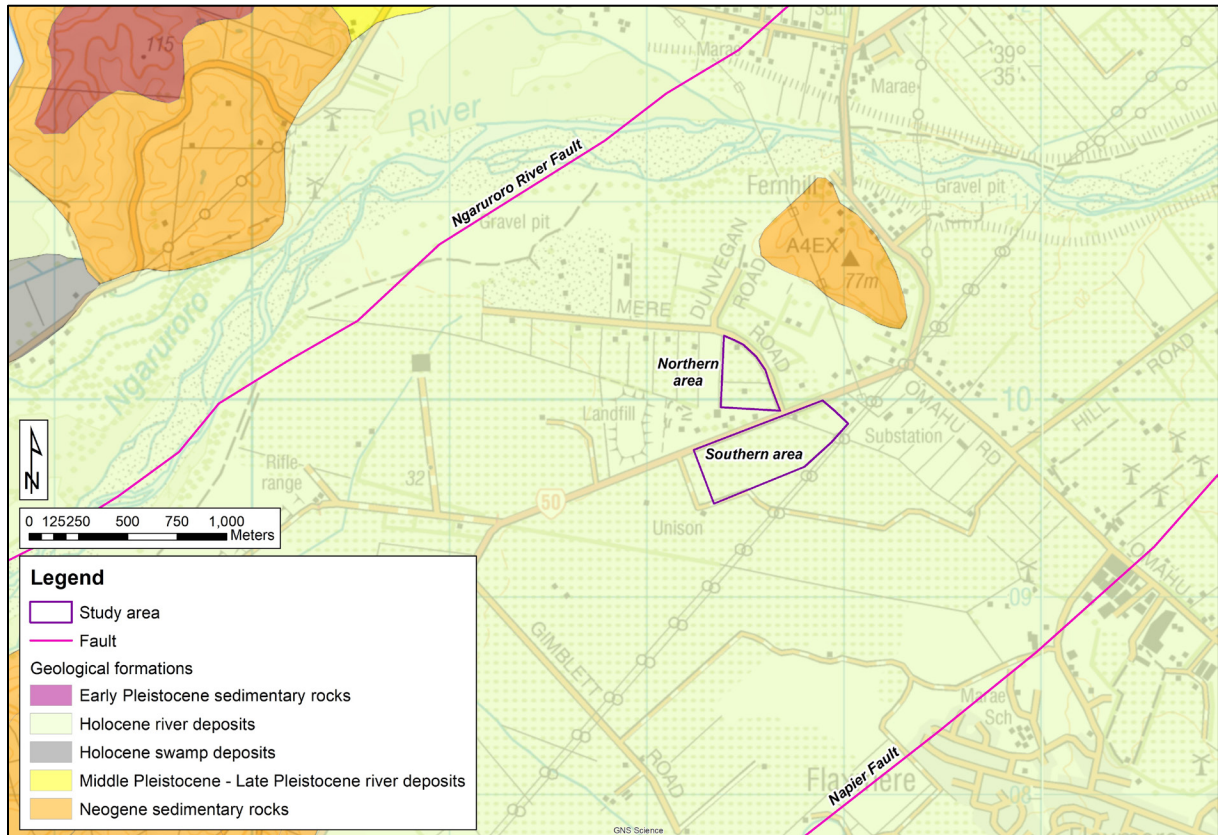 115
River
Marae
Sch
39°
35'
Marae
Ngaruroro River Fault
Fernhill
Gravel pit
11
Gravel pit
A4EX
77m
DUNVEGAN
ROAD
MERE
ROAD
Ngaruroro
Northern
area
10
Landfill
OMAHU RD
HILL ROAD
Substation
Southern area
Rifle-
range
32
50
Unison
N
0 125 250 500 750 1,000
Meters
OMAHU
09
GIMBLETT
ROAD
Marae
Sch
Napier Fault
Flaxmere
08
Legend
Study area
Fault
Geological formations
Early Pleistocene sedimentary rocks
Holocene river deposits
Holocene swamp deposits
Middle Pleistocene - Late Pleistocene river deposits
Neogene sedimentary rocks
GNS Science